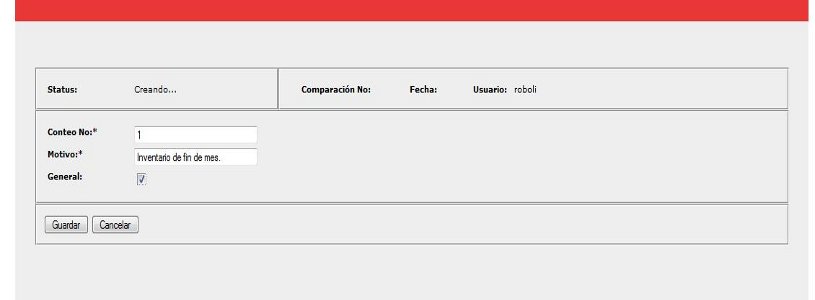 Status: Creando... Comparación No: Fecha: Usuario: roboli
Conteo No:* 1
Motivo:* Inventario de fin de mes.
General:
Guardar Cancelar